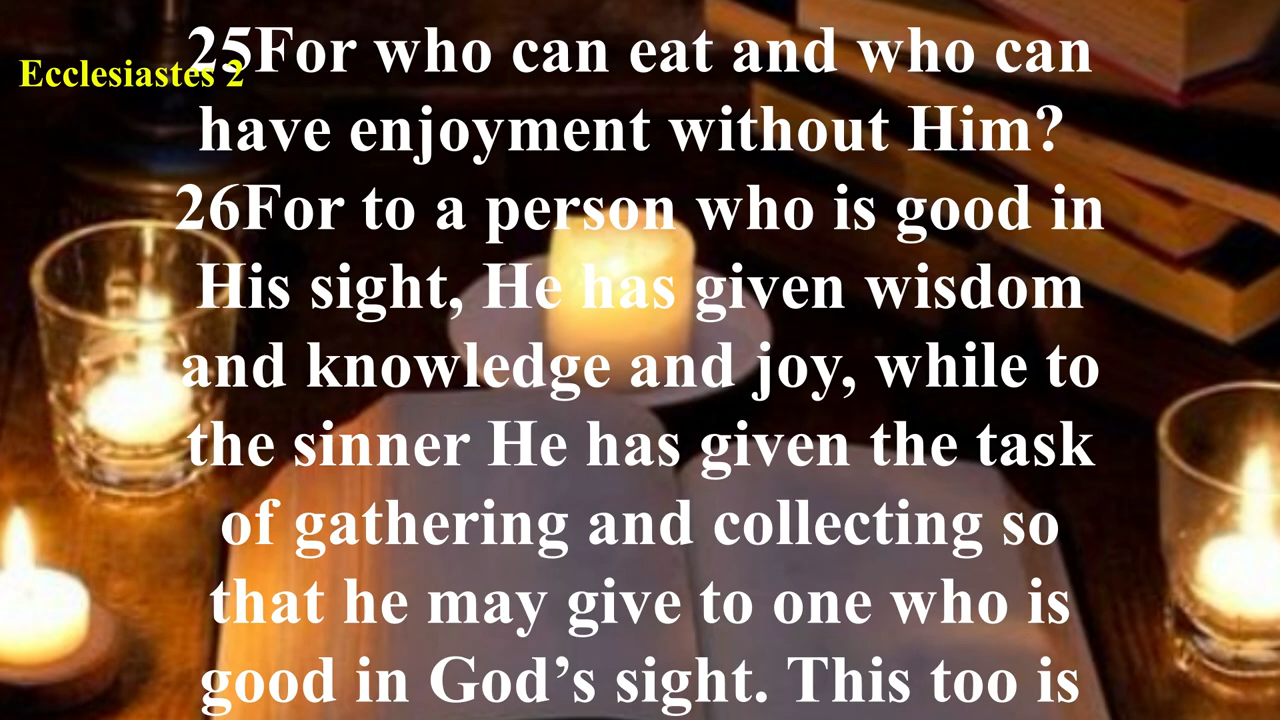 Ecclesiastes 2
25For who can eat and who can
have enjoyment without Him?
26For to a person who is good in
His sight, He has given wisdom
and knowledge and joy, while to
the sinner He has given the task
of gathering and collecting so
that he may give to one who is
good in God’s sight. This too is